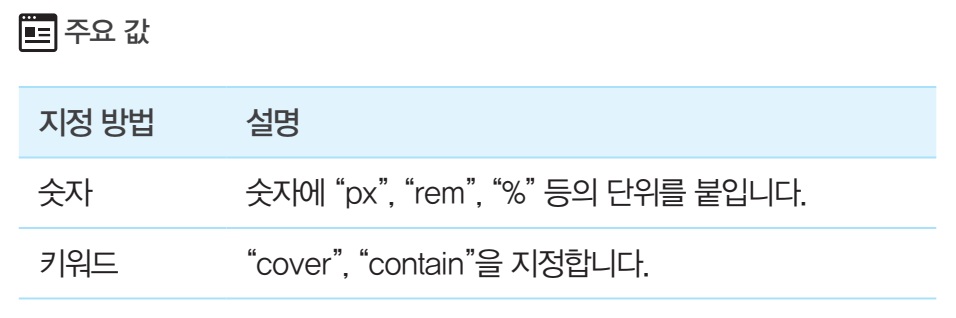 주요 값
지정 방법 설명
숫자 숫자에 “px”, “rem”, “%” 등의 단위를 붙입니다.
키워드 “cover”, “contain”을 지정합니다.